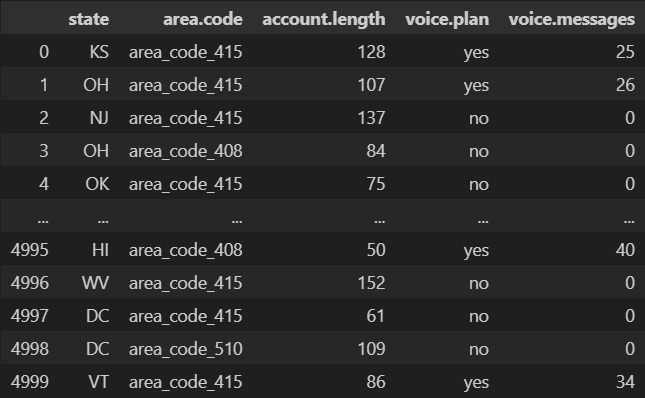 state area.code account.length voice.plan voice.messages
0 KS area_code_415 128 yes 25
1 OH area_code_415 107 yes 26
2 NJ area_code_415 137 no 0
3 OH area_code_408 84 no 0
4 OK area_code_415 75 no 0
... ... ... ... ... ...
4995 HI area_code_408 50 yes 40
4996 WV area_code_415 152 no 0
4997 DC area_code_415 61 no 0
4998 DC area_code_510 109 no 0
4999 VT area_code_415 86 yes 34